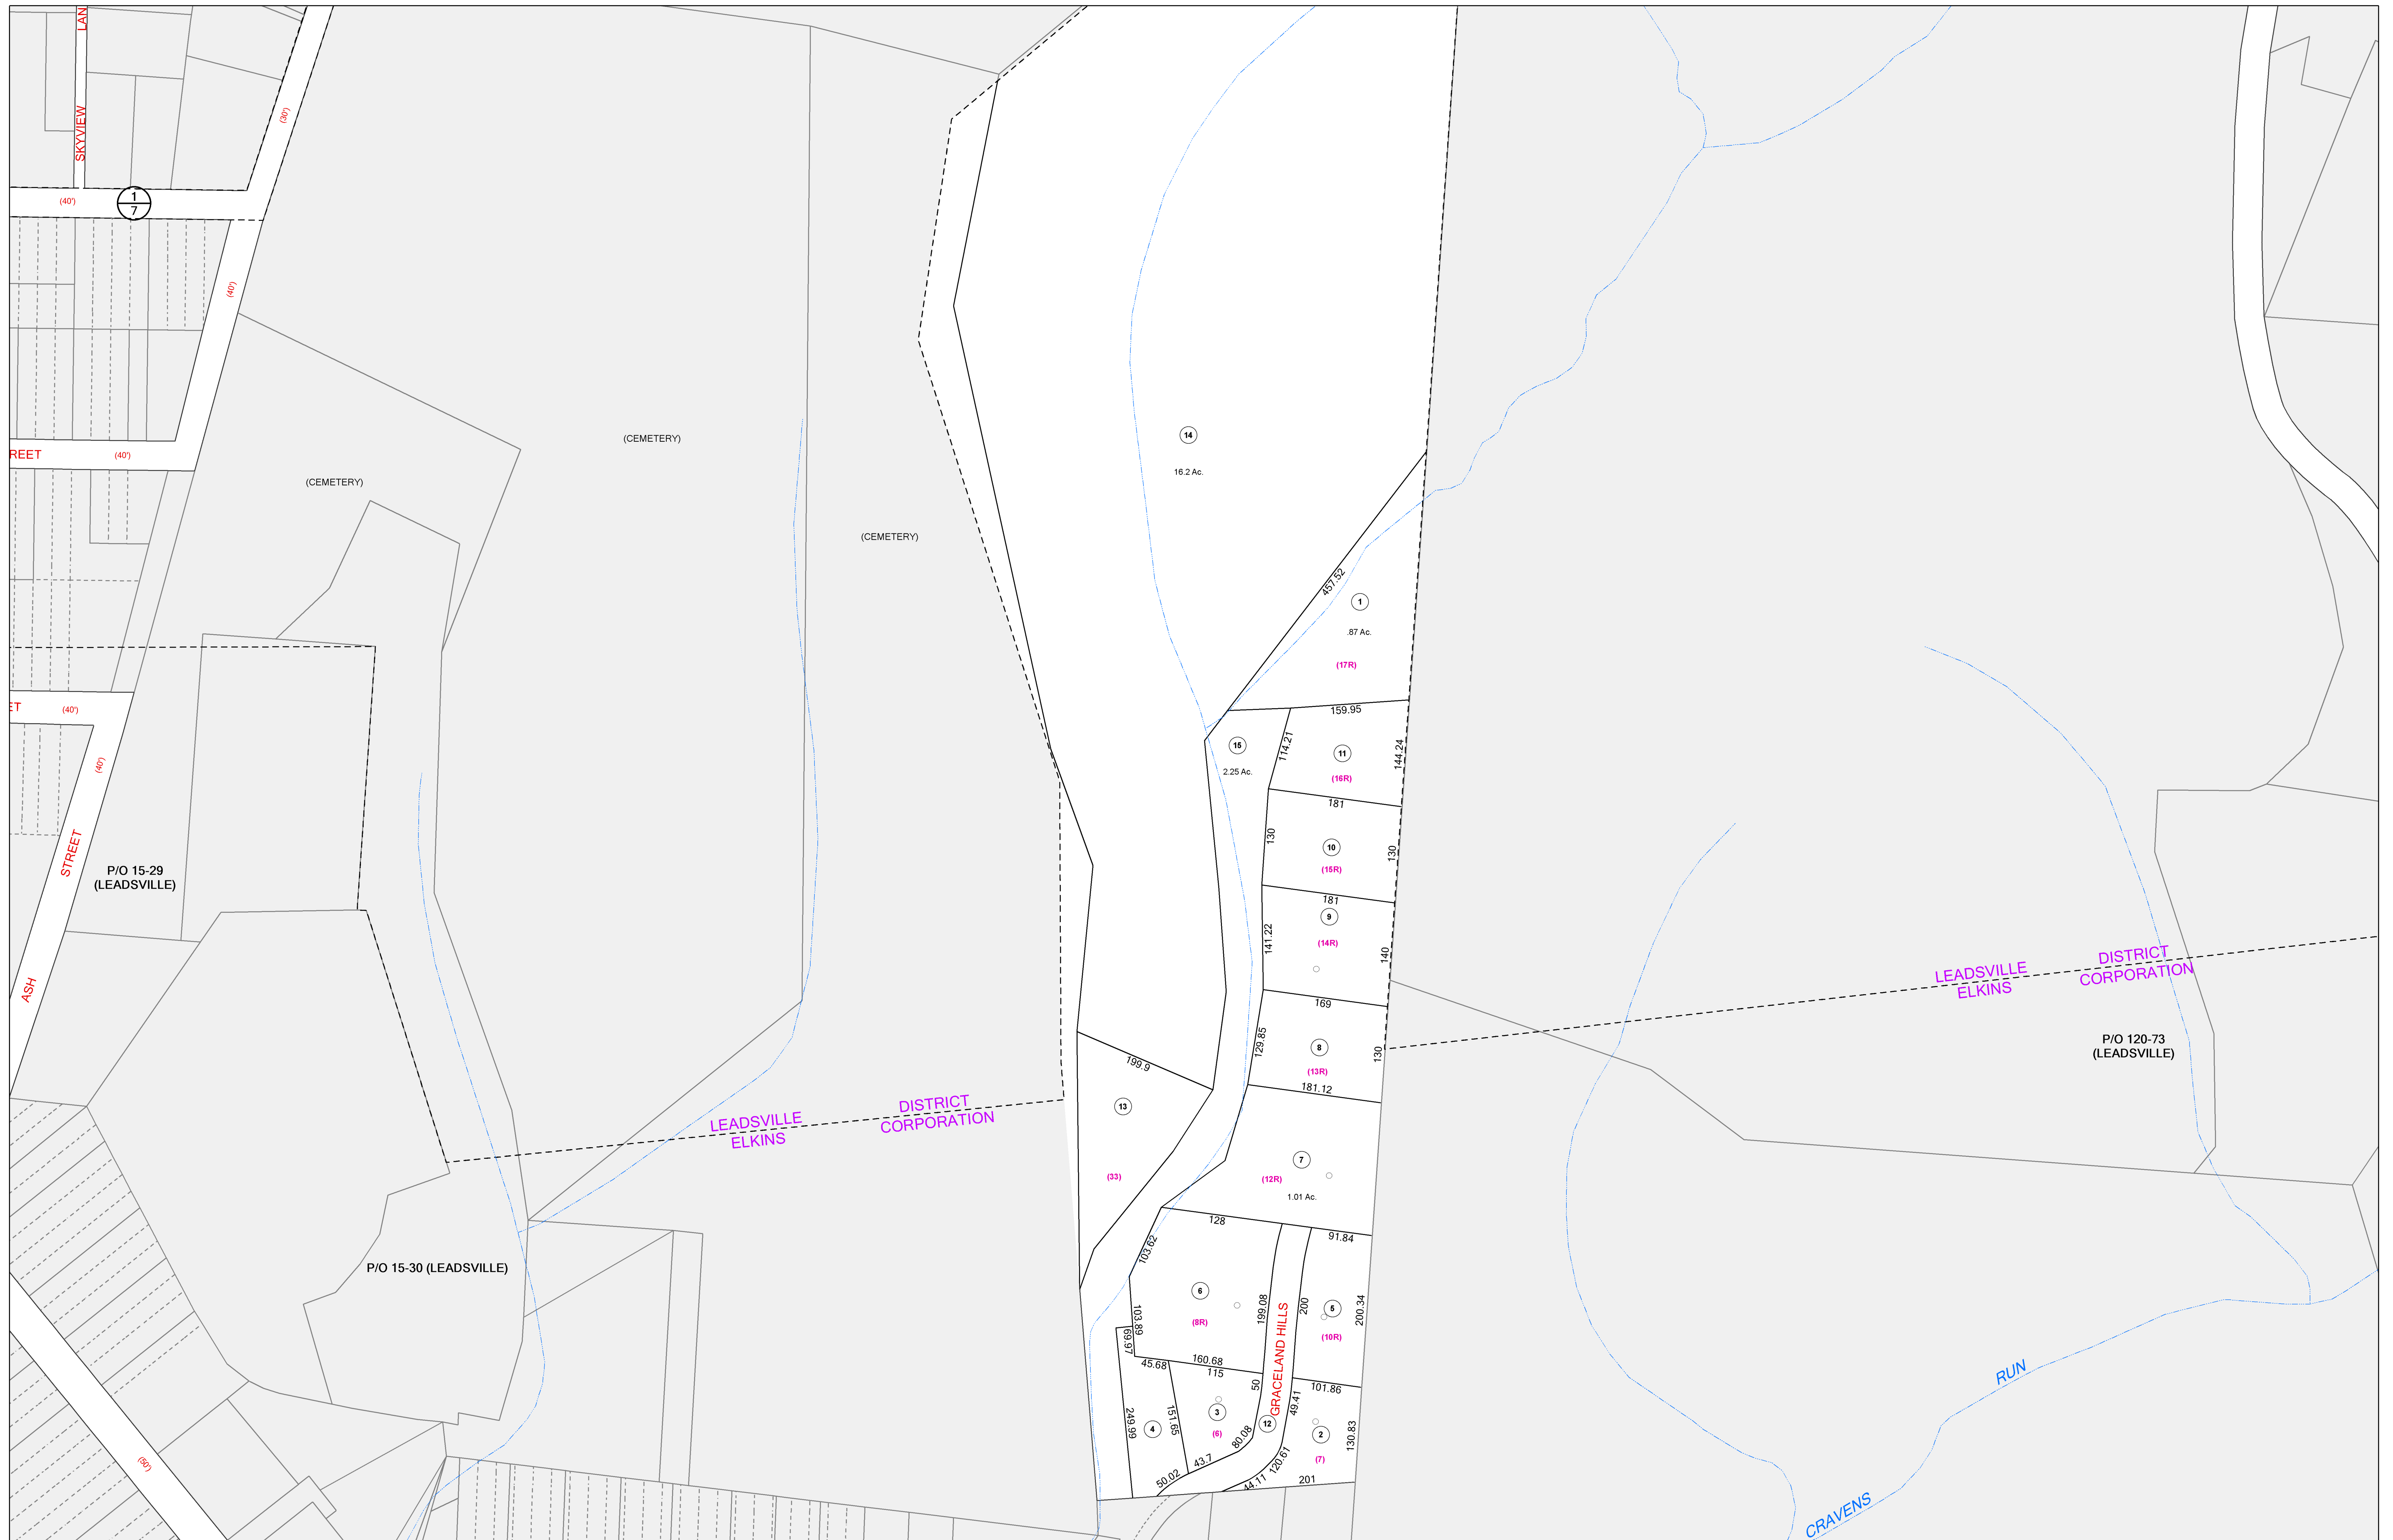 LAN
SKYVIEW
(30')
1
7
(40')
(40')
(CEMETERY)
(CEMETERY)
(CEMETERY)
14
16.2 Ac.
REET
(40')
457.52
1
.87 Ac.
(17R)
ET
(40')
(40')
159.95
15
2.25 Ac.
114.21
11
(16R)
144.24
181
STREET
ASH
P/O 15-29
(LEADSVILLE)
130
10
(15R)
130
181
9
(14R)
141.22
140
169
LEADSVILLE
ELKINS
DISTRICT
CORPORATION
129.85
8
(13R)
130
181.12
P/O 120-73
(LEADSVILLE)
199.9
13
(33)
LEADSVILLE
ELKINS
DISTRICT
CORPORATION
7
(12R)
1.01 Ac.
128
91.84
103.62
P/O 15-30 (LEADSVILLE)
6
(8R)
199.08
GRACELAND HILLS
200
5
(10R)
200.34
103.89
69.97
160.68
45.68
115
50
101.86
49.41
249.99
4
151.65
3
(6)
12
2
(7)
130.83
80.08
120.61
43.7
50.02
44.11
201
(50')
RUN
CRAVENS